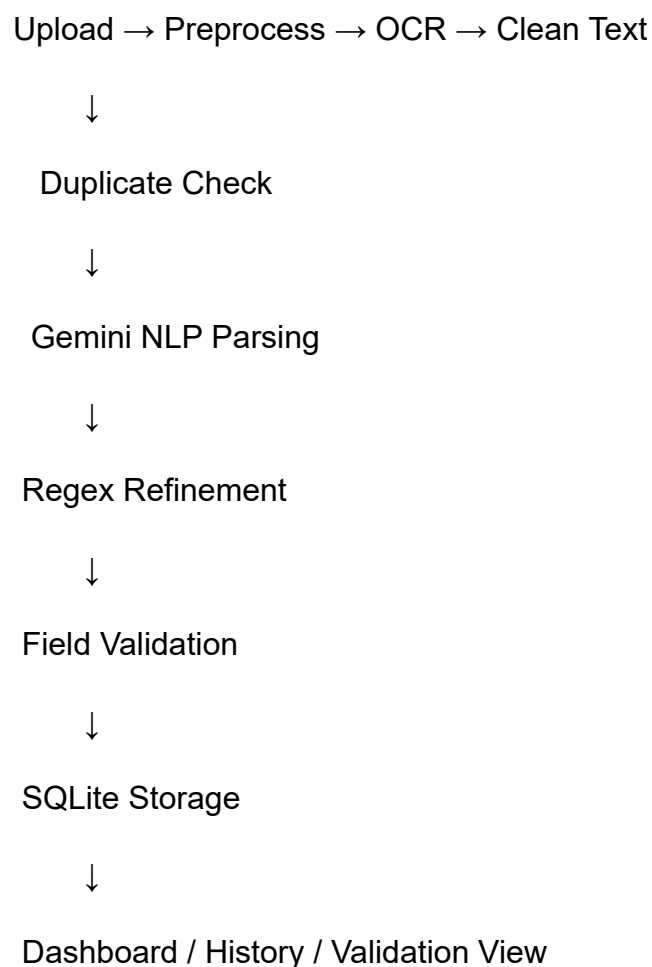 Upload → Preprocess → OCR → Clean Text
↓
Duplicate Check
↓
Gemini NLP Parsing
↓
Regex Refinement
↓
Field Validation
↓
SQLite Storage
↓
Dashboard / History / Validation View